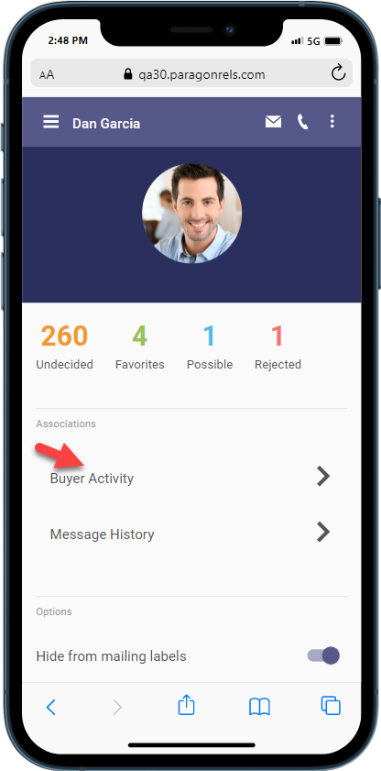 2:48 PM 5G
AA qa30.paragonrels.com
Dan Garcia
260 4 1 1
Undecided Favorites Possible Rejected
Associations
Buyer Activity
Message History
Options
Hide from mailing labels